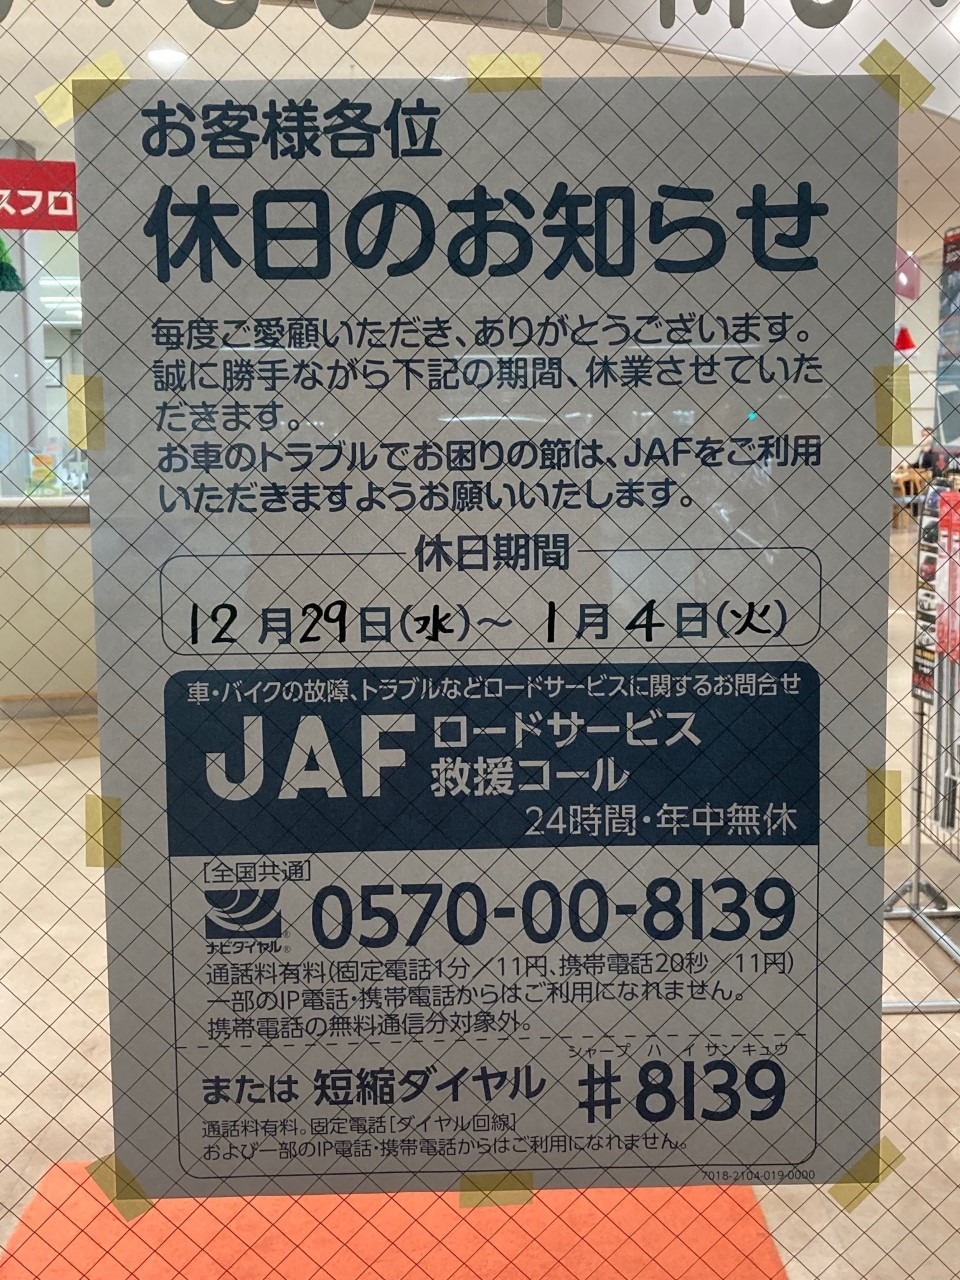 スフロ
お客様各位
休日のお知らせ
毎度ご愛顧いただき、ありがとうございます。
誠に勝手ながら下記の期間、休業させていた
だきます。
お車のトラブルでお困りの節は、JAFをご利用
いただきますようお願いいたします。
休日期間
12月29日(水)～1月4日(火)
車・バイクの故障、トラブルなどロードサービスに関するお問合せ
JAF ロードサービス
救援コール
24時間・年中無休
[全国共通]
ナビダイヤル® 0570-00-8139
通話料有料(固定電話1分／11円、携帯電話20秒／11円)
一部のIP電話・携帯電話からはご利用になれません。
携帯電話の無料通信分対象外。
シャープ ハ イ サン キュウ
または 短縮ダイヤル #8139
通話料有料。固定電話[ダイヤル回線]
および一部のIP電話・携帯電話からはご利用になれません。
7018-2104-019-0000